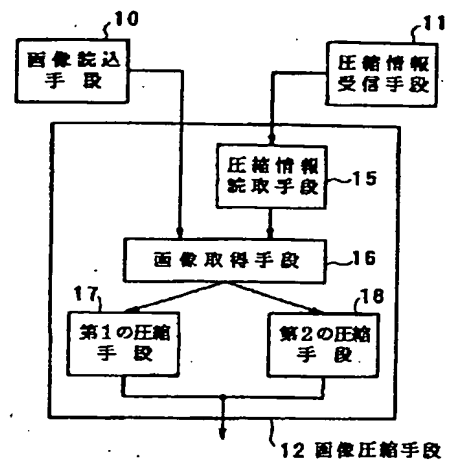 10
画像読込
手段
11
圧縮情報
受信手段
圧縮情報
読取手段
15
画像取得手段
16
17
第1の圧縮
手段
18
第2の圧縮
手段
12 画像圧縮手段